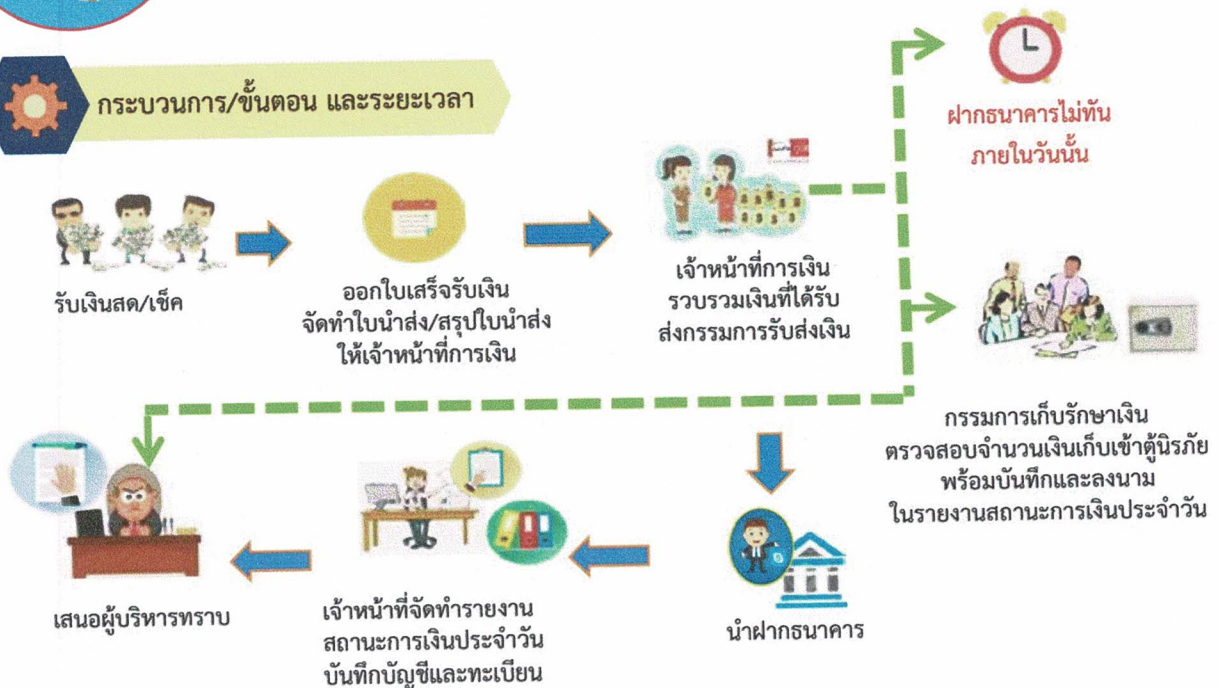 กระบวนการ/ขั้นตอน และระยะเวลา
รับเงินสด/เช็ค
ออกใบเสร็จรับเงิน
จัดทำใบนำส่ง/สรุปใบนำส่ง
ให้เจ้าหน้าที่การเงิน
เจ้าหน้าที่การเงิน
รวบรวมเงินที่ได้รับ
ส่งกรรมการรับส่งเงิน
ฝากธนาคารไม่ทัน
ภายในวันนั้น
กรรมการเก็บรักษาเงิน
ตรวจสอบจำนวนเงินเก็บเข้าตู้นิรภัย
พร้อมบันทึกและลงนาม
ในรายงานสถานะการเงินประจำวัน
นำฝากธนาคาร
เจ้าหน้าที่จัดทำรายงาน
สถานะการเงินประจำวัน
บันทึกบัญชีและทะเบียน
เสนอผู้บริหารทราบ